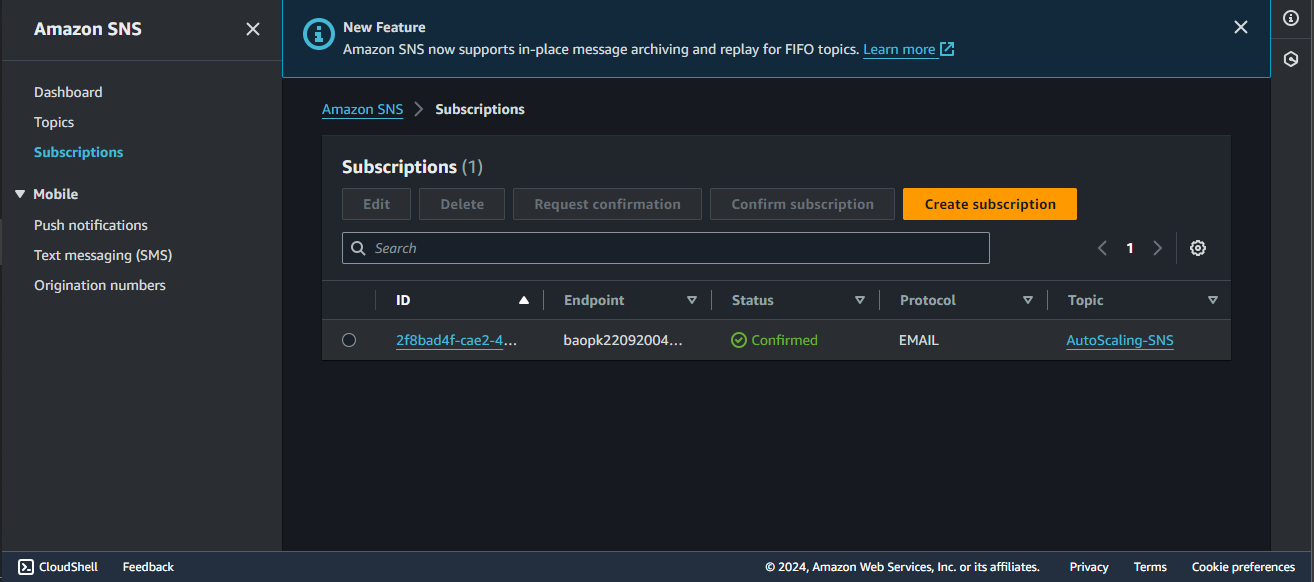 Amazon SNS
Dashboard
Topics
Subscriptions
Mobile
Push notifications
Text messaging (SMS)
Origination numbers
New Feature
Amazon SNS now supports in-place message archiving and replay for FIFO topics. Learn more
Amazon SNS Subscriptions
Subscriptions (1)
Edit Delete Request confirmation Confirm subscription Create subscription
Search 1
ID Endpoint Status Protocol Topic
2f8bad4f-cae2-4... baopk22092004... Confirmed EMAIL AutoScaling-SNS
CloudShell Feedback © 2024, Amazon Web Services, Inc. or its affiliates. Privacy Terms Cookie preferences